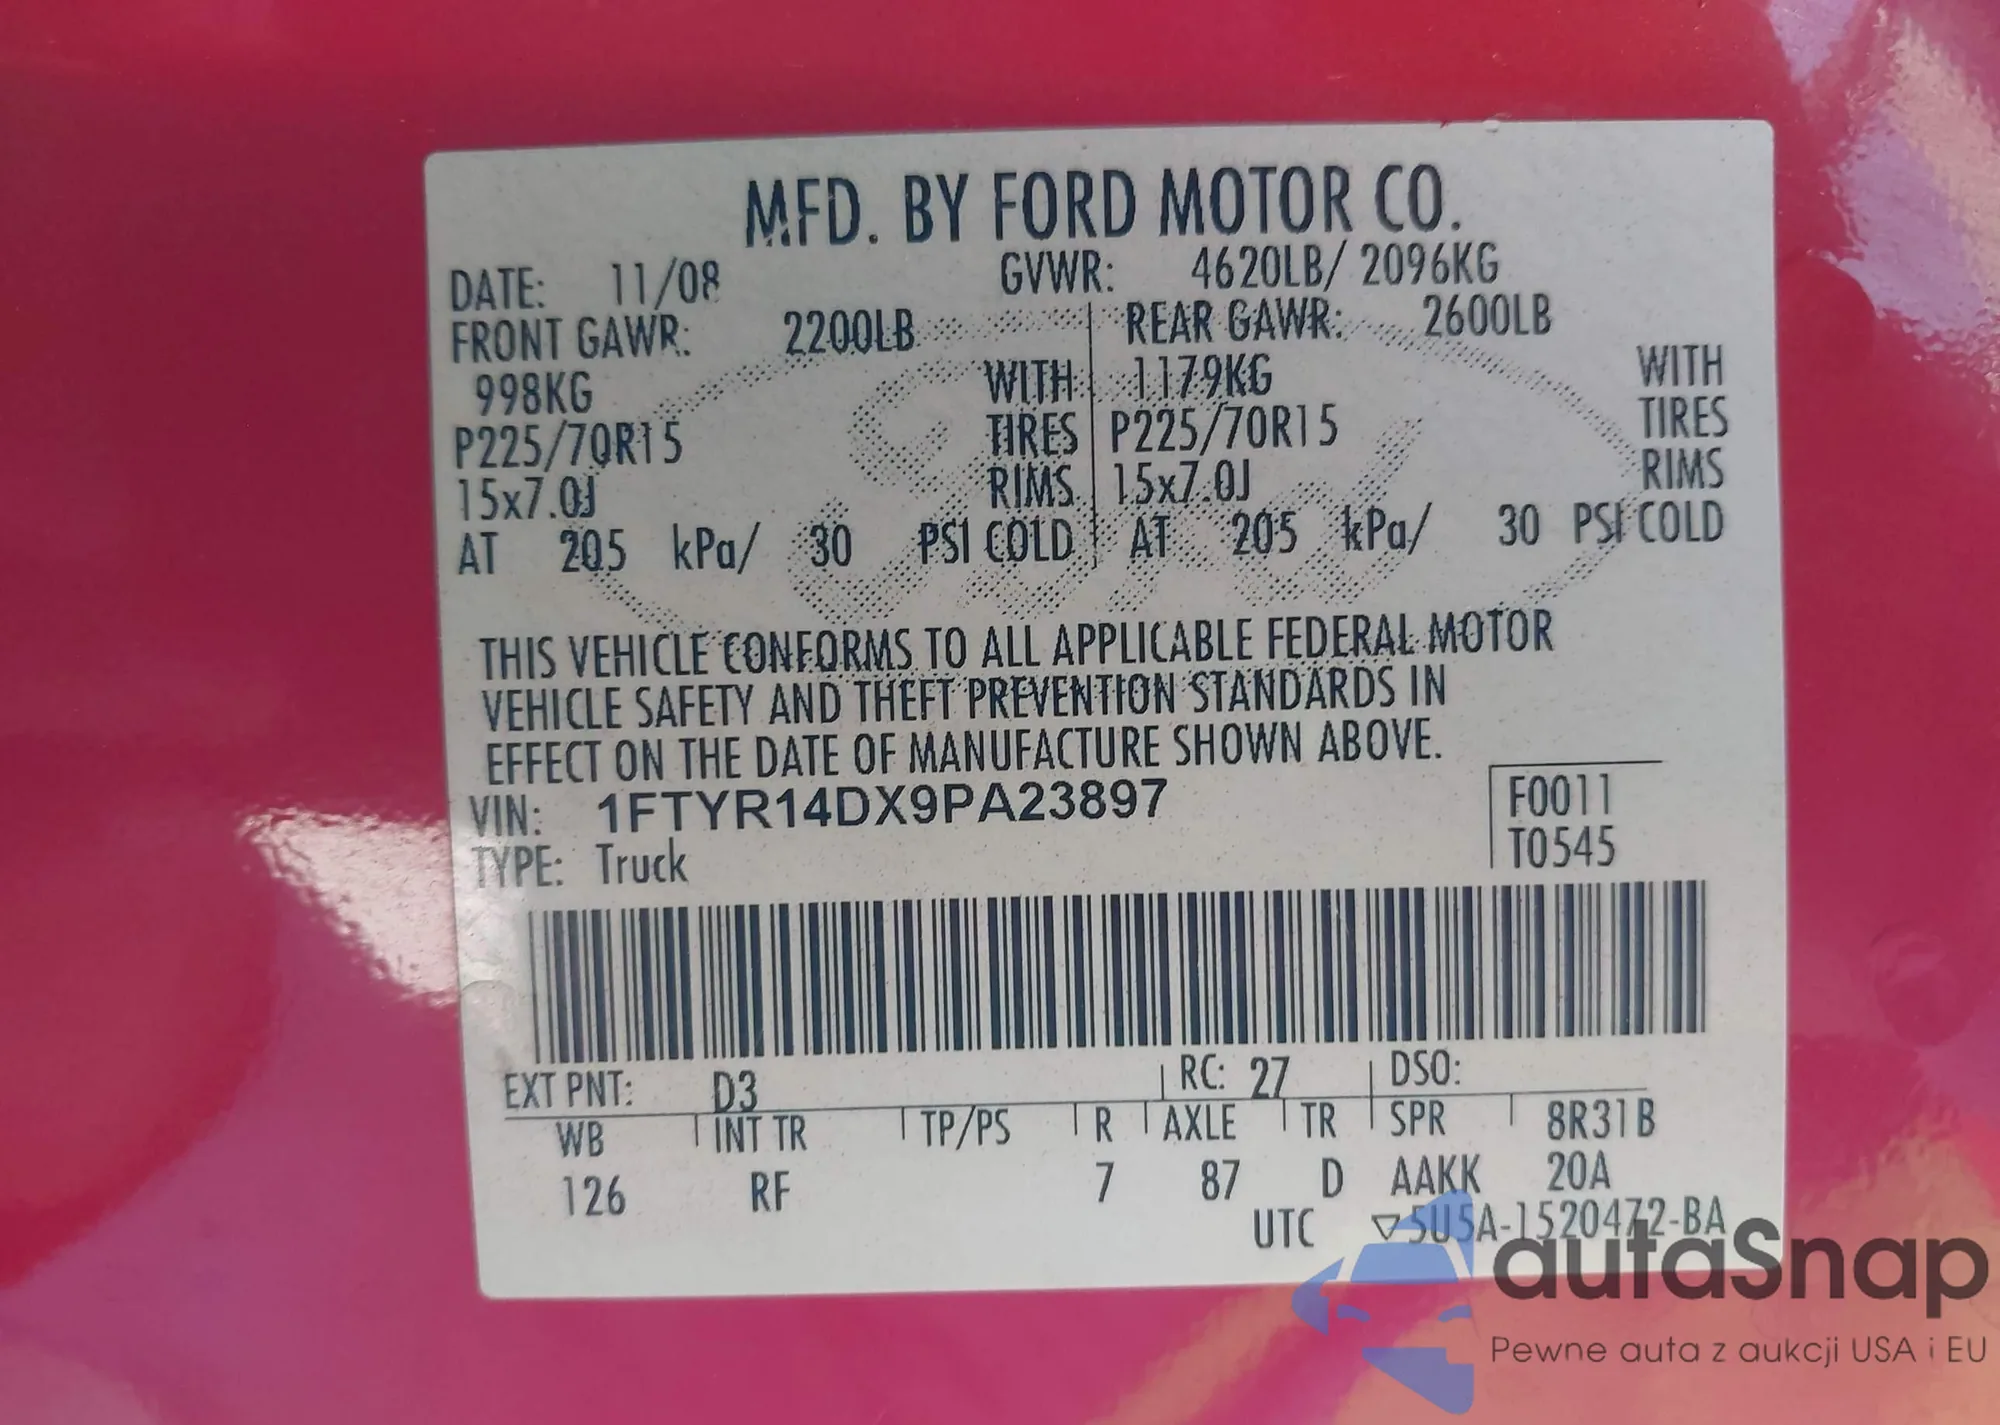 MFD. BY FORD MOTOR CO.
DATE: 11/08 GVWR: 4620LB/ 2096KG
FRONT GAWR: 2200LB REAR GAWR: 2600LB
998KG WITH 1179KG WITH
P225/70R15 TIRES P225/70R15 TIRES
15x7.0J RIMS 15x7.0J RIMS
AT 205 kPa/ 30 PSI COLD AT 205 kPa/ 30 PSI COLD
THIS VEHICLE CONFORMS TO ALL APPLICABLE FEDERAL MOTOR
VEHICLE SAFETY AND THEFT PREVENTION STANDARDS IN
EFFECT ON THE DATE OF MANUFACTURE SHOWN ABOVE.
VIN: 1FTYR14DX9PA23897 F0011
TYPE: Truck T0545
EXT PNT: D3 RC: 27 DSO:
WB INT TR TP/PS R AXLE TR SPR 8R31B
126 RF 7 87 D AAKK 20A
UTC ▽5U5A-1520472-BA
autaSnap
Pewne auta z aukcji USA i EU